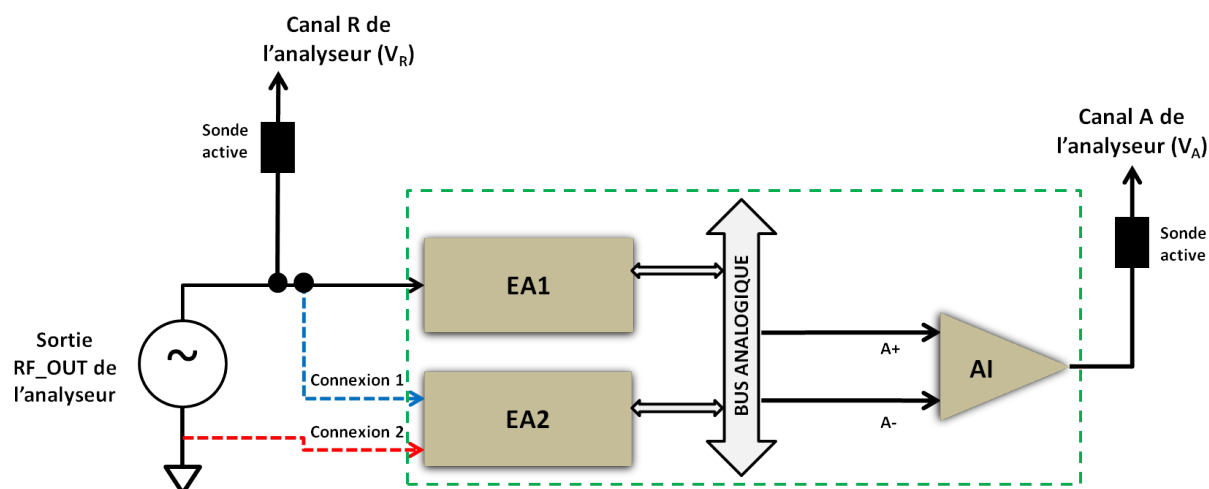 Canal R de
l'analyseur (VR)
Sonde
active
Canal A de
l'analyseur (VA)
Sonde
active
EA1
BUS ANALOGIQUE
~
Sortie
RF_OUT de
l'analyseur
A+
AI
Connexion 1
EA2
A-
Connexion 2